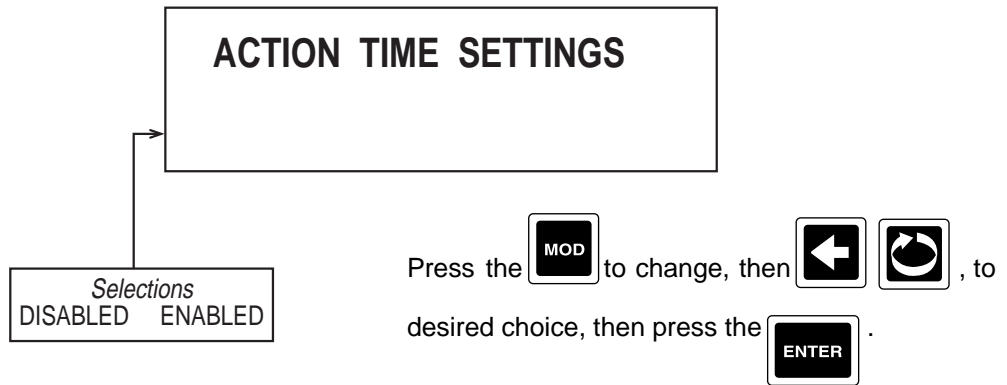 ACTION TIME SETTINGS
Selections
DISABLED ENABLED
Press the MOD to change, then , to
desired choice, then press the ENTER .